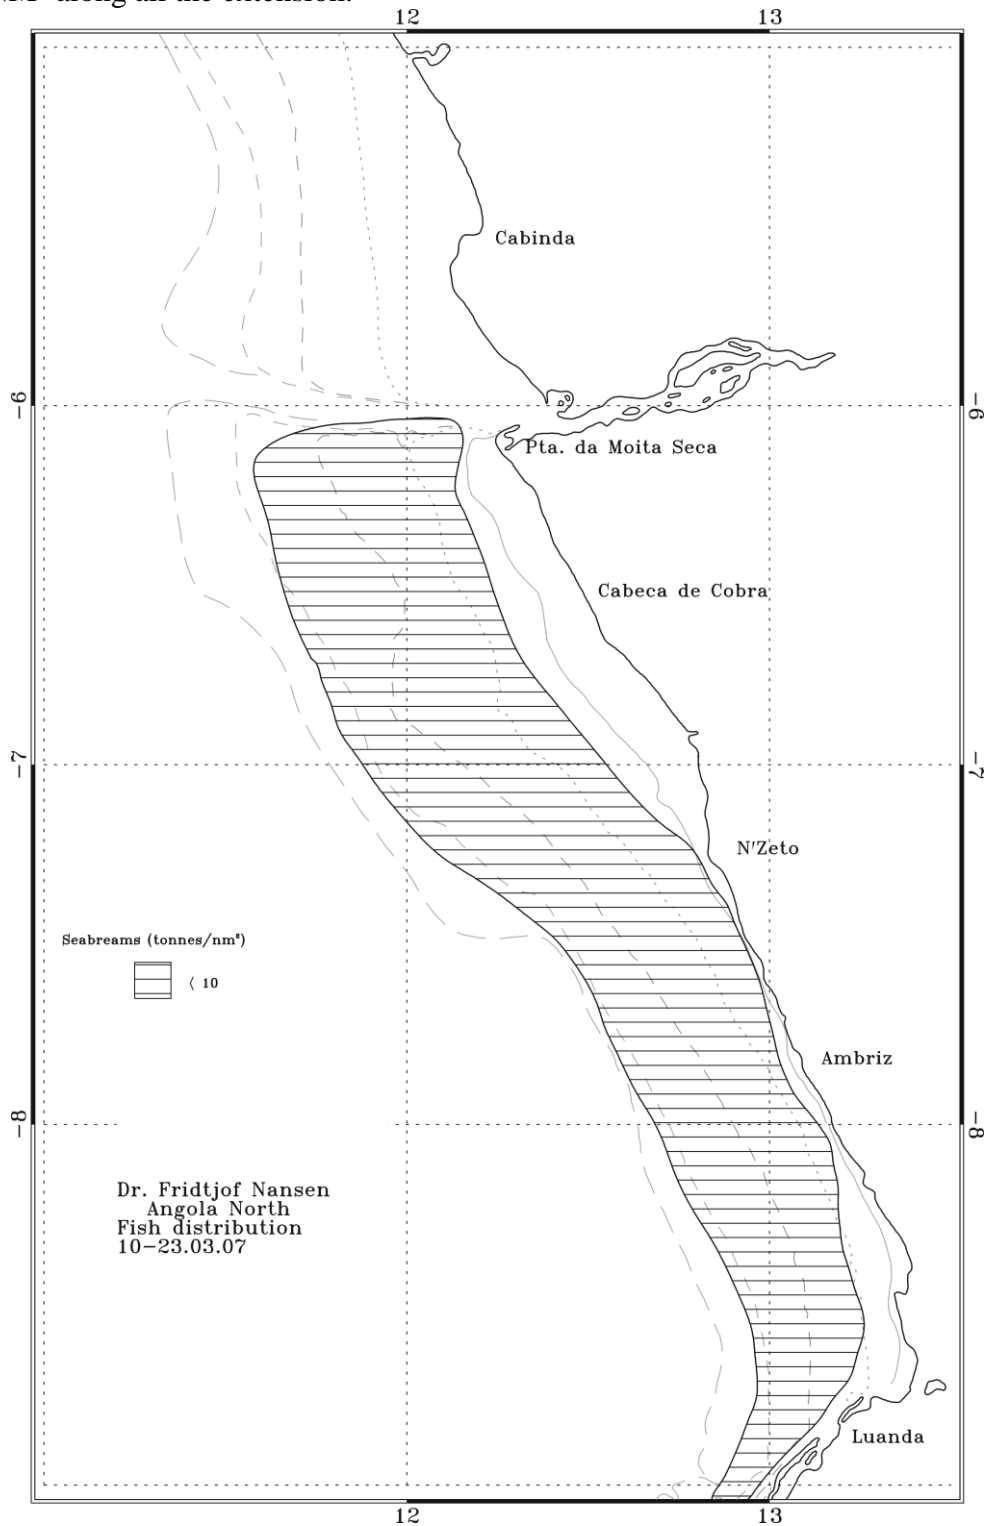 along all the extension.
12 13
Cabinda
-6 -6
Pta. da Moita Seca
Cabeca de Cobra
-7 -7
N'Zeto
Seabreams (tonnes/nm²)
< 10
Ambriz
-8 -8
Dr. Fridtjof Nansen
Angola North
Fish distribution
10-23.03.07
Luanda
12 13